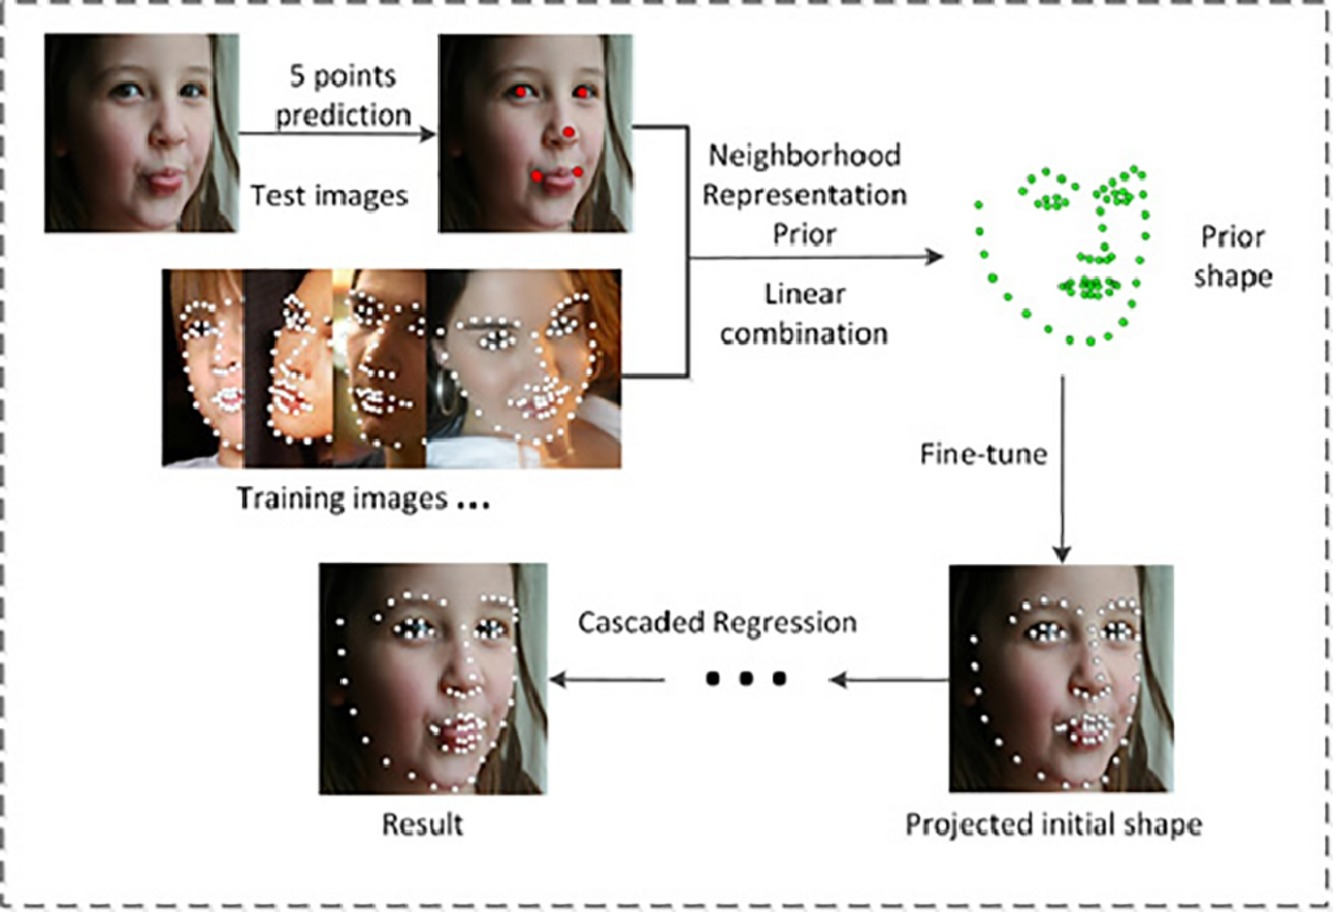 5 points
prediction
Test images
Neighborhood
Representation
Prior
Linear
combination
Prior
shape
Training images ...
Fine-tune
Cascaded Regression
...
Result
Projected initial shape